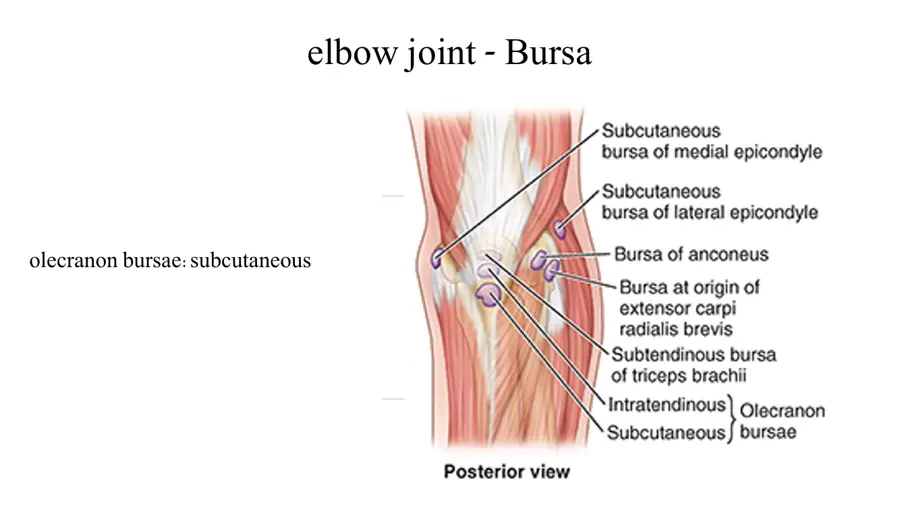 elbow joint - Bursa
olecranon bursae: subcutaneous
Subcutaneous
bursa of medial epicondyle
Subcutaneous
bursa of lateral epicondyle
Bursa of anconeus
Bursa at origin of
extensor carpi
radialis brevis
Subtendinous bursa
of triceps brachii
Intratendinous
Subcutaneous
Olecranon
bursae
Posterior view